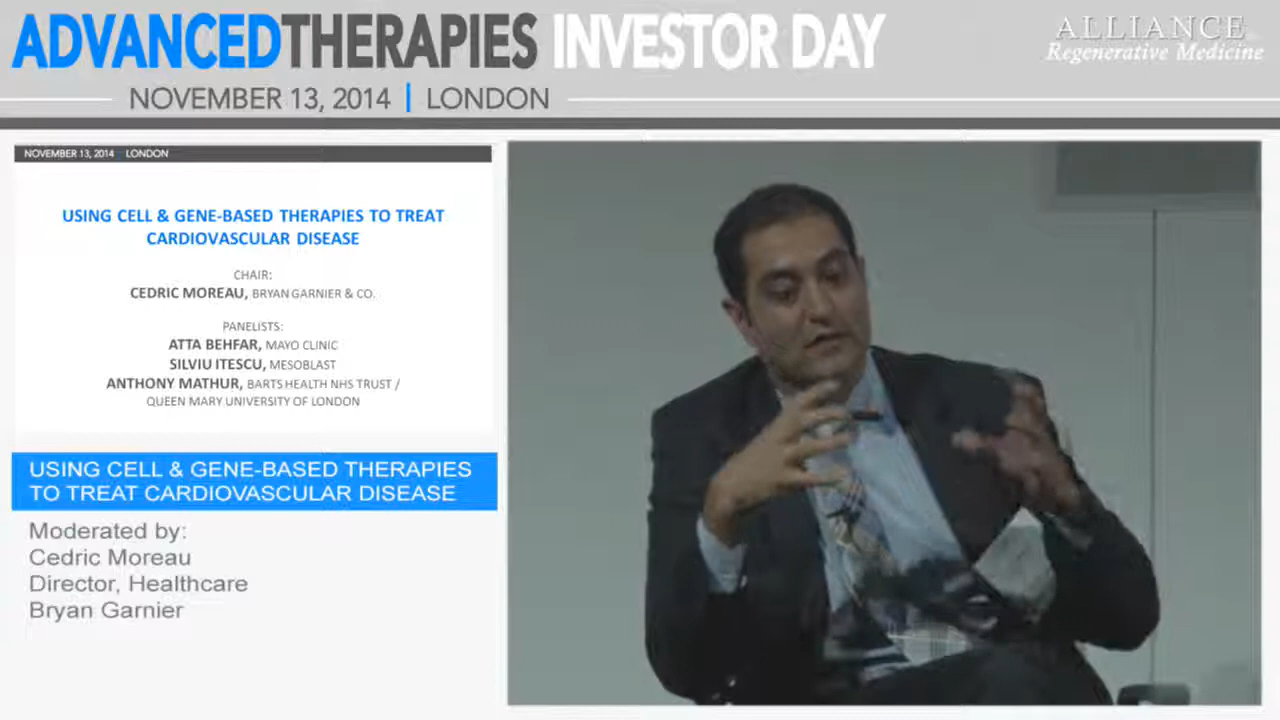 ADVANCEDTHERAPIES INVESTOR DAY
ALLIANCE
Regenerative Medicine
NOVEMBER 13, 2014 | LONDON
NOVEMBER 13, 2014 | LONDON
USING CELL & GENE-BASED THERAPIES TO TREAT
CARDIOVASCULAR DISEASE
CHAIR:
CEDRIC MOREAU, BRYAN GARNIER & CO.
PANELISTS:
ATTA BEHFAR, MAYO CLINIC
SILVIU ITESCU, MESOBLAST
ANTHONY MATHUR, BARTS HEALTH NHS TRUST /
QUEEN MARY UNIVERSITY OF LONDON
USING CELL & GENE-BASED THERAPIES
TO TREAT CARDIOVASCULAR DISEASE
Moderated by:
Cedric Moreau
Director, Healthcare
Bryan Garnier